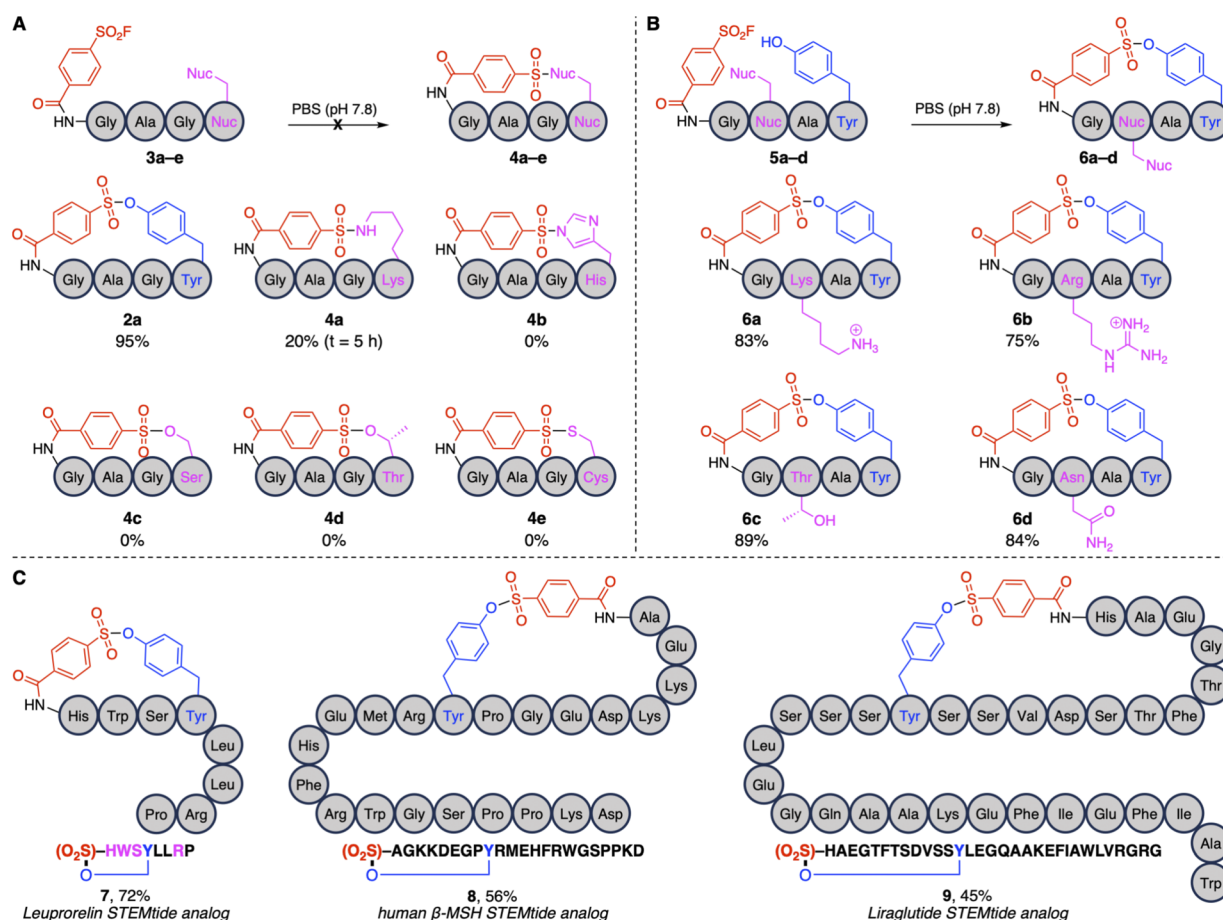 A
SO₂F
Nuc
O
HN
Gly Ala Gly Nuc
3a–e
PBS (pH 7.8)
x
O
O
S
O
Nuc
HN
Gly Ala Gly Nuc
4a–e
O
O
S
O
O
HN
Gly Ala Gly Tyr
2a
95%
O
O
S
O
NH
HN
Gly Ala Gly Lys
4a
20% (t = 5 h)
O
O
S
O
N
N
HN
Gly Ala Gly His
4b
0%
O
O
S
O
O
HN
Gly Ala Gly Ser
4c
0%
O
O
S
O
O
HN
Gly Ala Gly Thr
4d
0%
O
O
S
O
S
HN
Gly Ala Gly Cys
4e
0%
B
SO₂F
HO
Nuc
O
HN
Gly Nuc Ala Tyr
5a–d
PBS (pH 7.8)
O
O
S
O
O
HN
Gly Nuc Ala Tyr
Nuc
6a–d
O
O
S
O
O
HN
Gly Lys Ala Tyr
NH₃
+
6a
83%
O
O
S
O
O
HN
Gly Arg Ala Tyr
+
NH₂
N
H
NH₂
6b
75%
O
O
S
O
O
HN
Gly Thr Ala Tyr
OH
6c
89%
O
O
S
O
O
HN
Gly Asn Ala Tyr
O
NH₂
6d
84%
C
O
O
S
O
O
HN
His Trp Ser Tyr
Leu
Leu
Pro Arg
(O₂S)–HWSYLLRP
O
7, 72%
Leuprorelin STEMtide analog
O
O
S
O
O
HN
Ala
Glu
Lys
Glu Met Arg Tyr Pro Gly Glu Asp Lys
His
Phe
Arg Trp Gly Ser Pro Pro Lys Asp
(O₂S)–AGKKDEGPYRMEHFRWGSPPKD
O
8, 56%
human β-MSH STEMtide analog
O
O
S
O
O
HN
His Ala Glu
Gly
Thr
Ser Ser Ser Tyr Ser Ser Val Asp Ser Thr Phe
Leu
Glu
Gly Gln Ala Ala Lys Glu Phe Ile Glu Phe Ile
Ala
Trp
(O₂S)–HAEGTFTSDVSSYLEGQAAKEFIAWLVRGRG
O
9, 45%
Liraglutide STEMtide analog